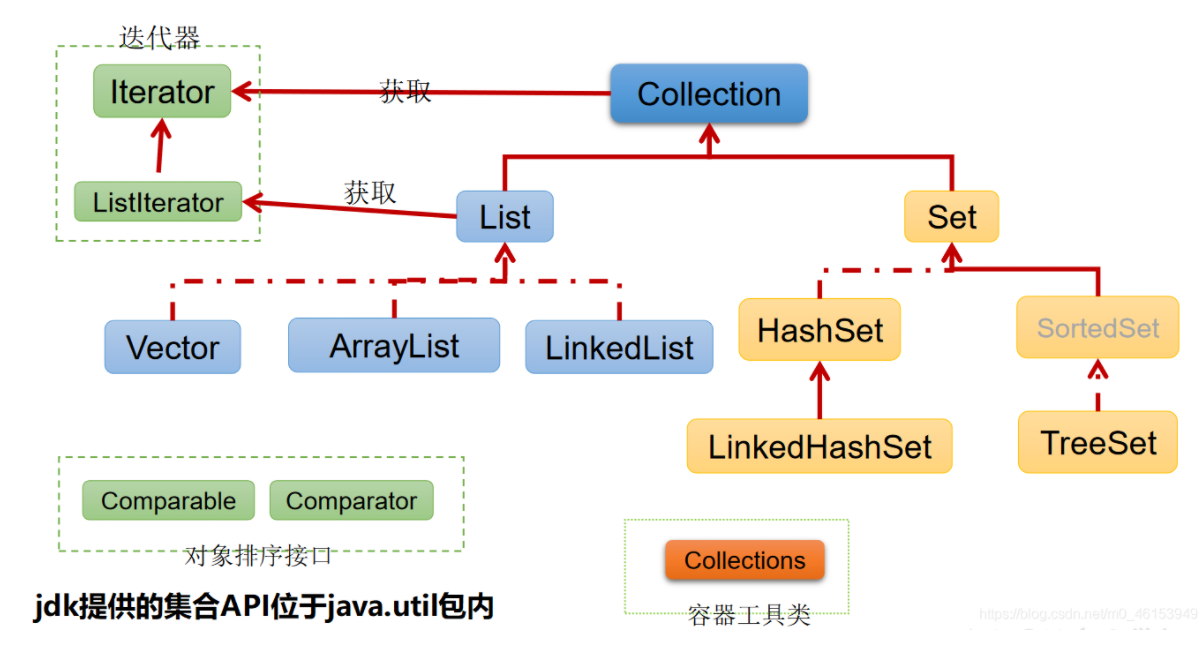 迭代器
Iterator
获取
Collection
ListIterator
获取
List
Set
Vector
ArrayList
LinkedList
HashSet
SortedSet
LinkedHashSet
TreeSet
Comparable
Comparator
对象排序接口
Collections
容器工具类
jdk提供的集合API位于java.util包内
https://blog.csdn.net/m0_46153949